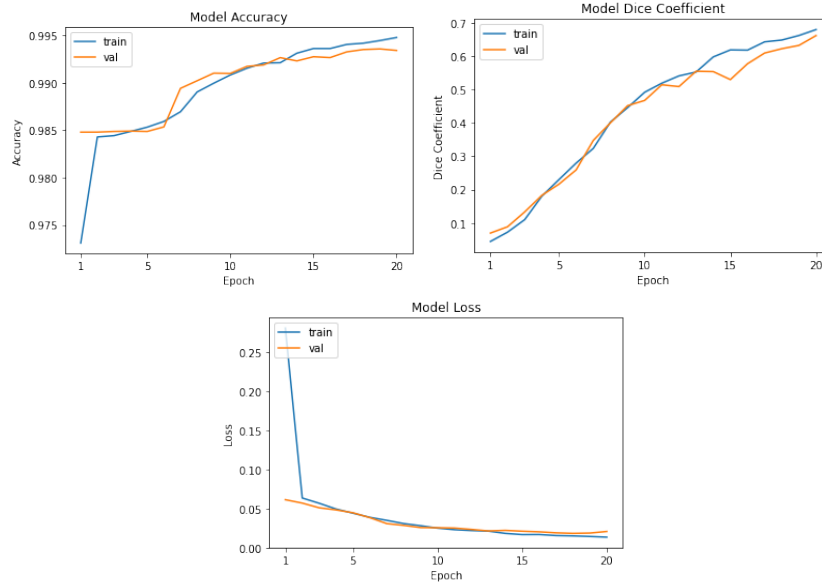 Model Accuracy
train
val
0.995
0.990
0.985
0.980
0.975
Accuracy
1 5 10 15 20
Epoch
Model Dice Coefficient
train
val
0.7
0.6
0.5
0.4
0.3
0.2
0.1
Dice Coefficient
1 5 10 15 20
Epoch
Model Loss
train
val
0.25
0.20
0.15
0.10
0.05
0.00
Loss
1 5 10 15 20
Epoch